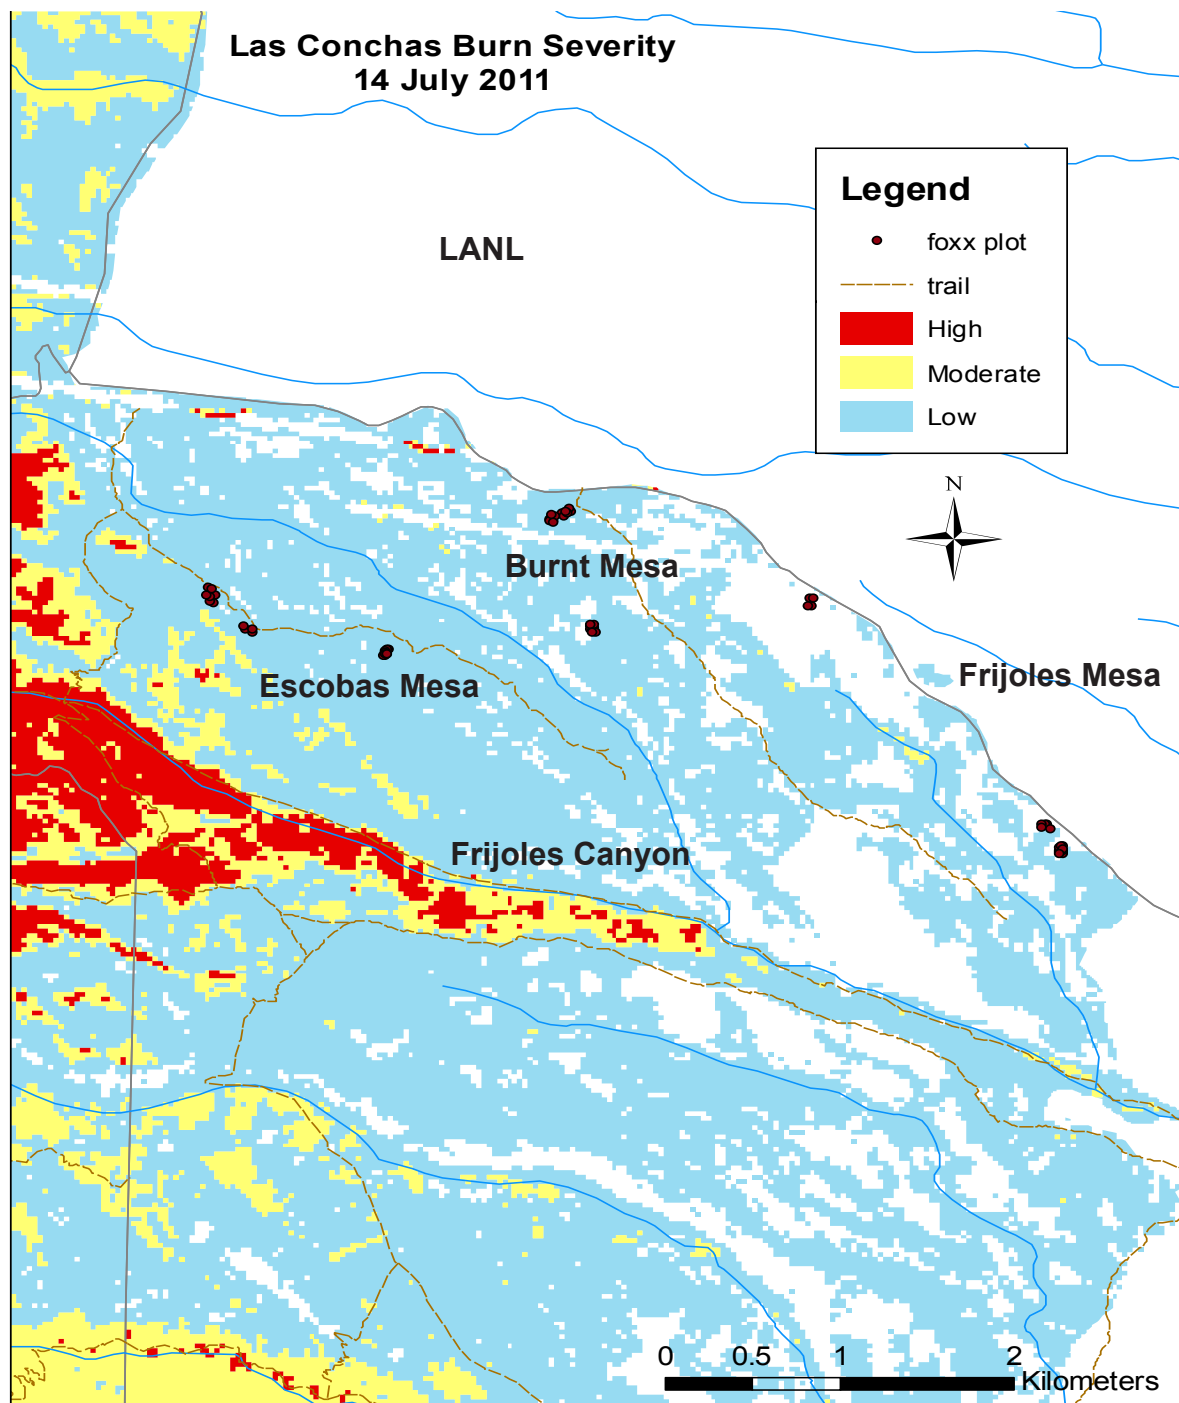 Las Conchas Burn Severity
14 July 2011
Legend
foxx plot
trail
High
Moderate
Low
LANL
N
Burnt Mesa
Frijoles Mesa
Escobas Mesa
Frijoles Canyon
0 0.5 1 2
Kilometers